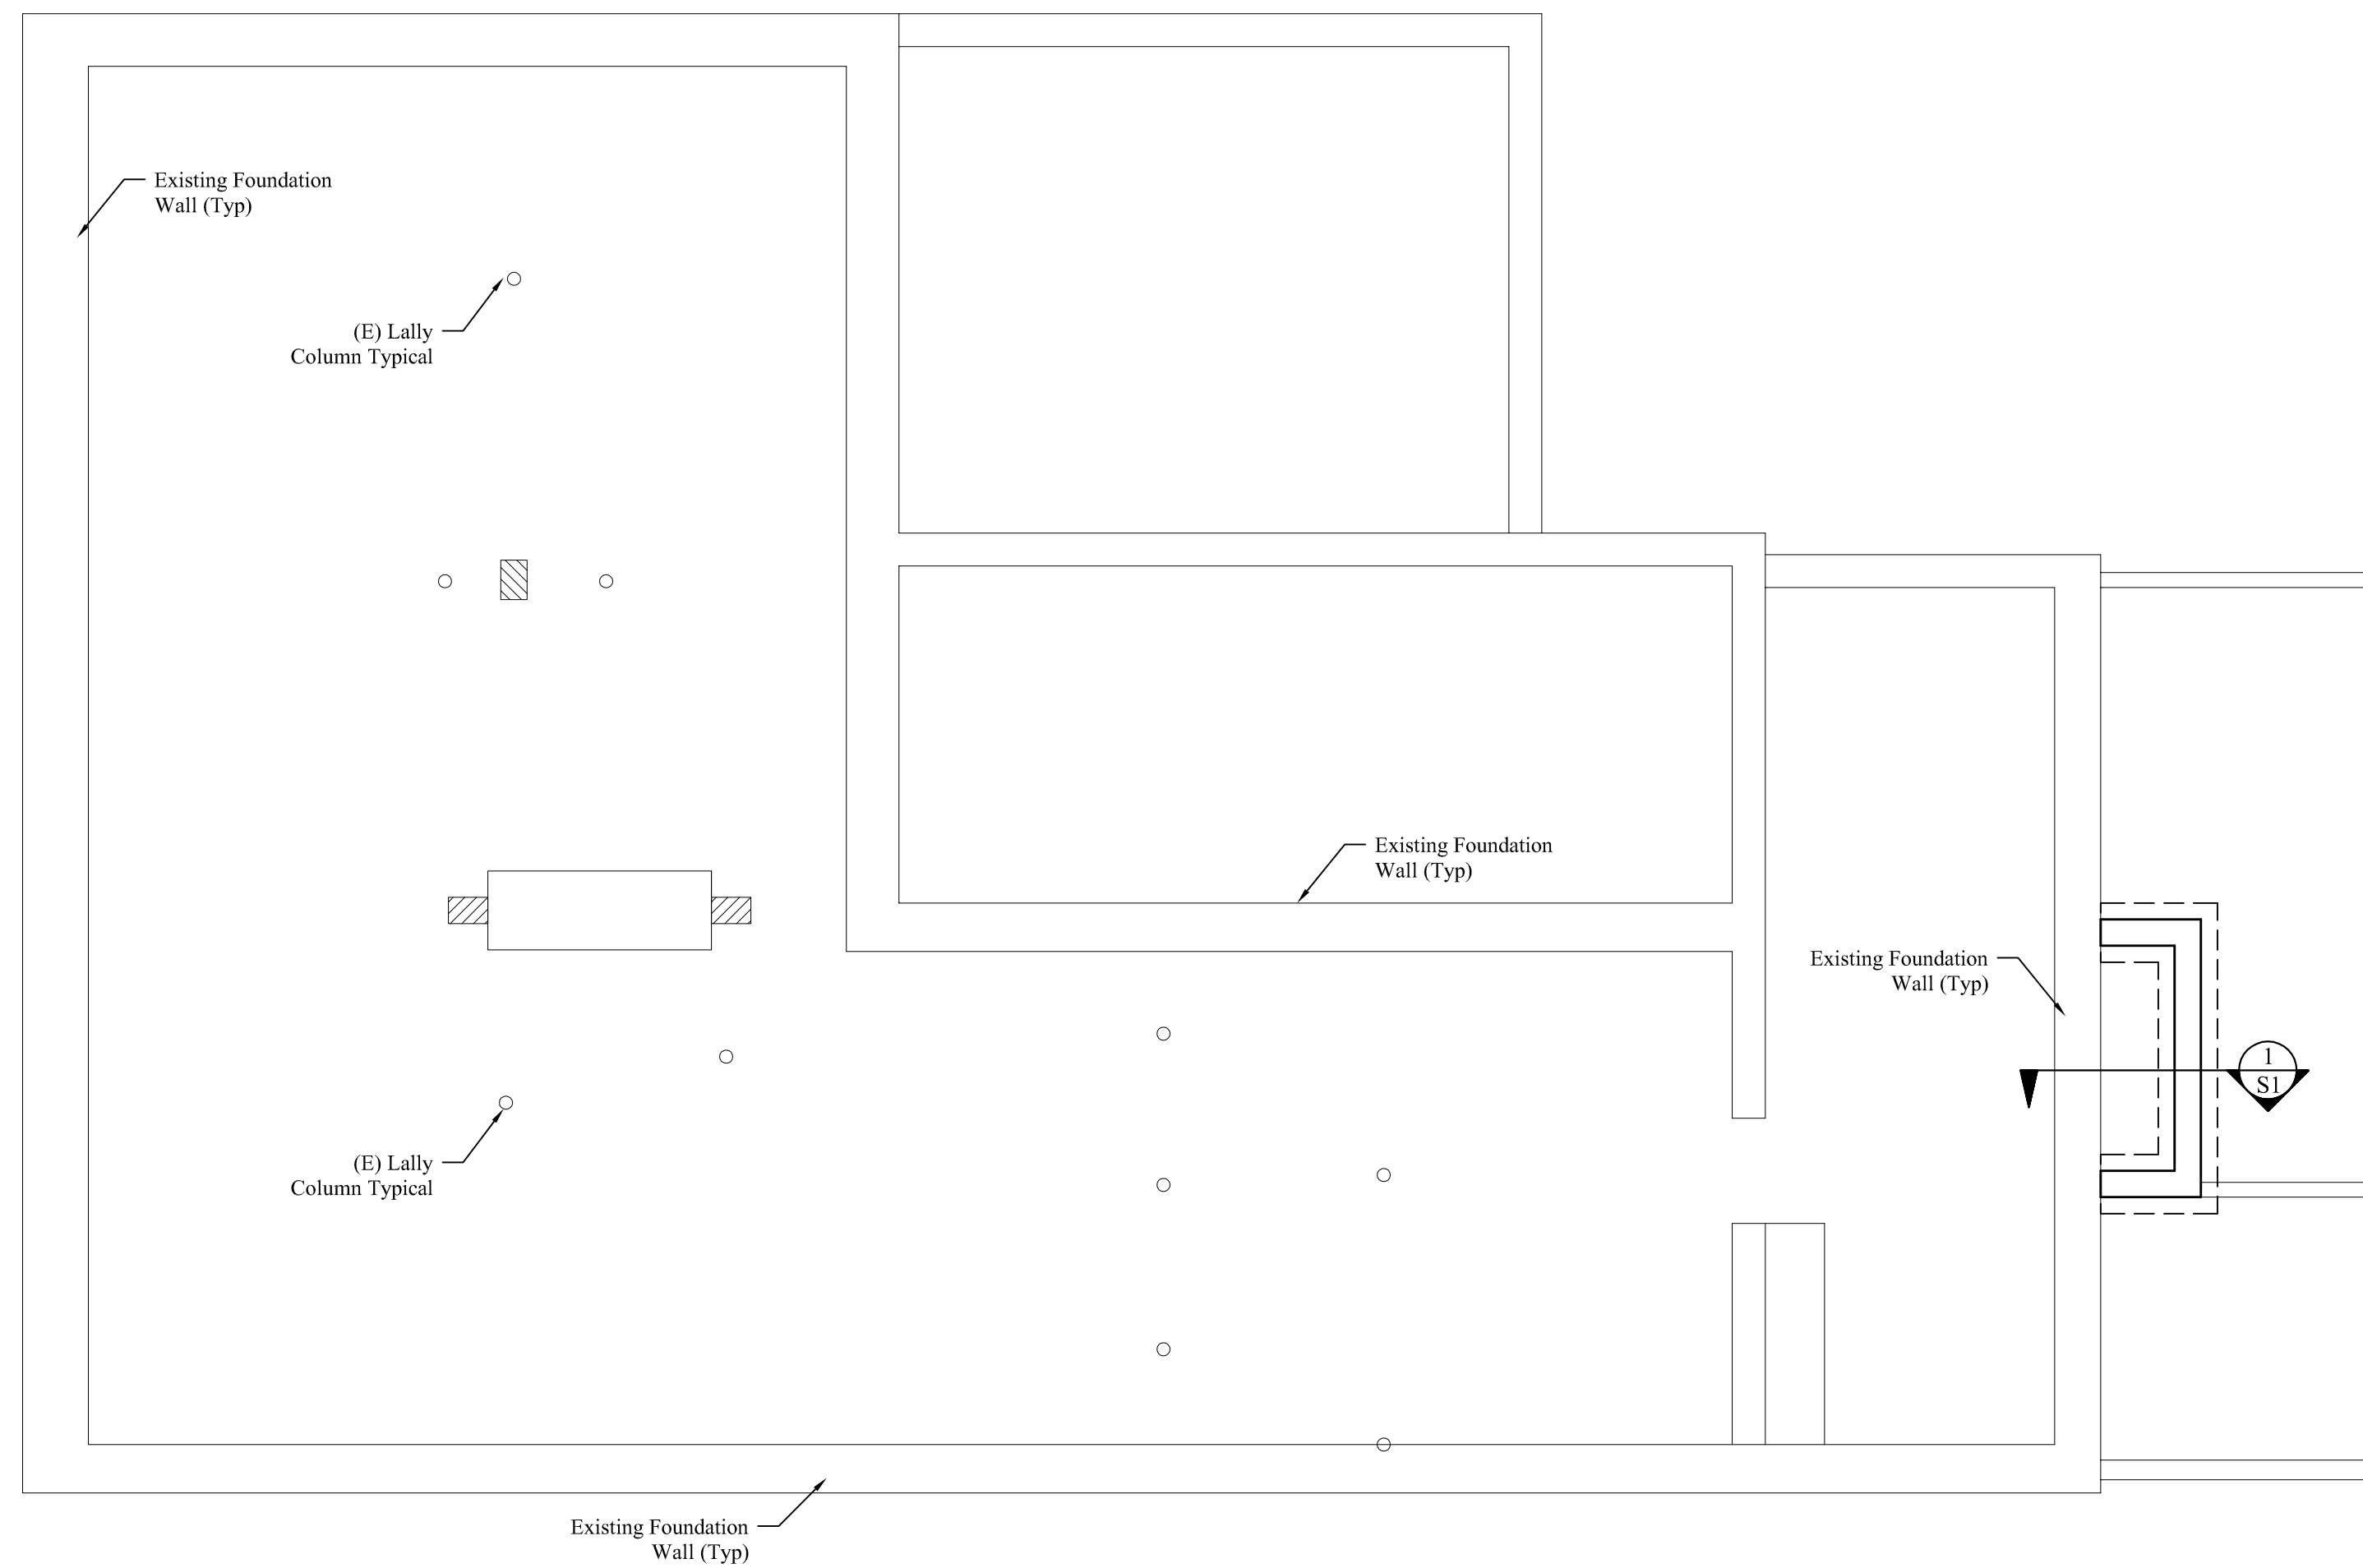 Existing Foundation
Wall (Typ)
(E) Lally
Column Typical
Existing Foundation
Wall (Typ)
Existing Foundation
Wall (Typ)
1
S1
(E) Lally
Column Typical
Existing Foundation
Wall (Typ)